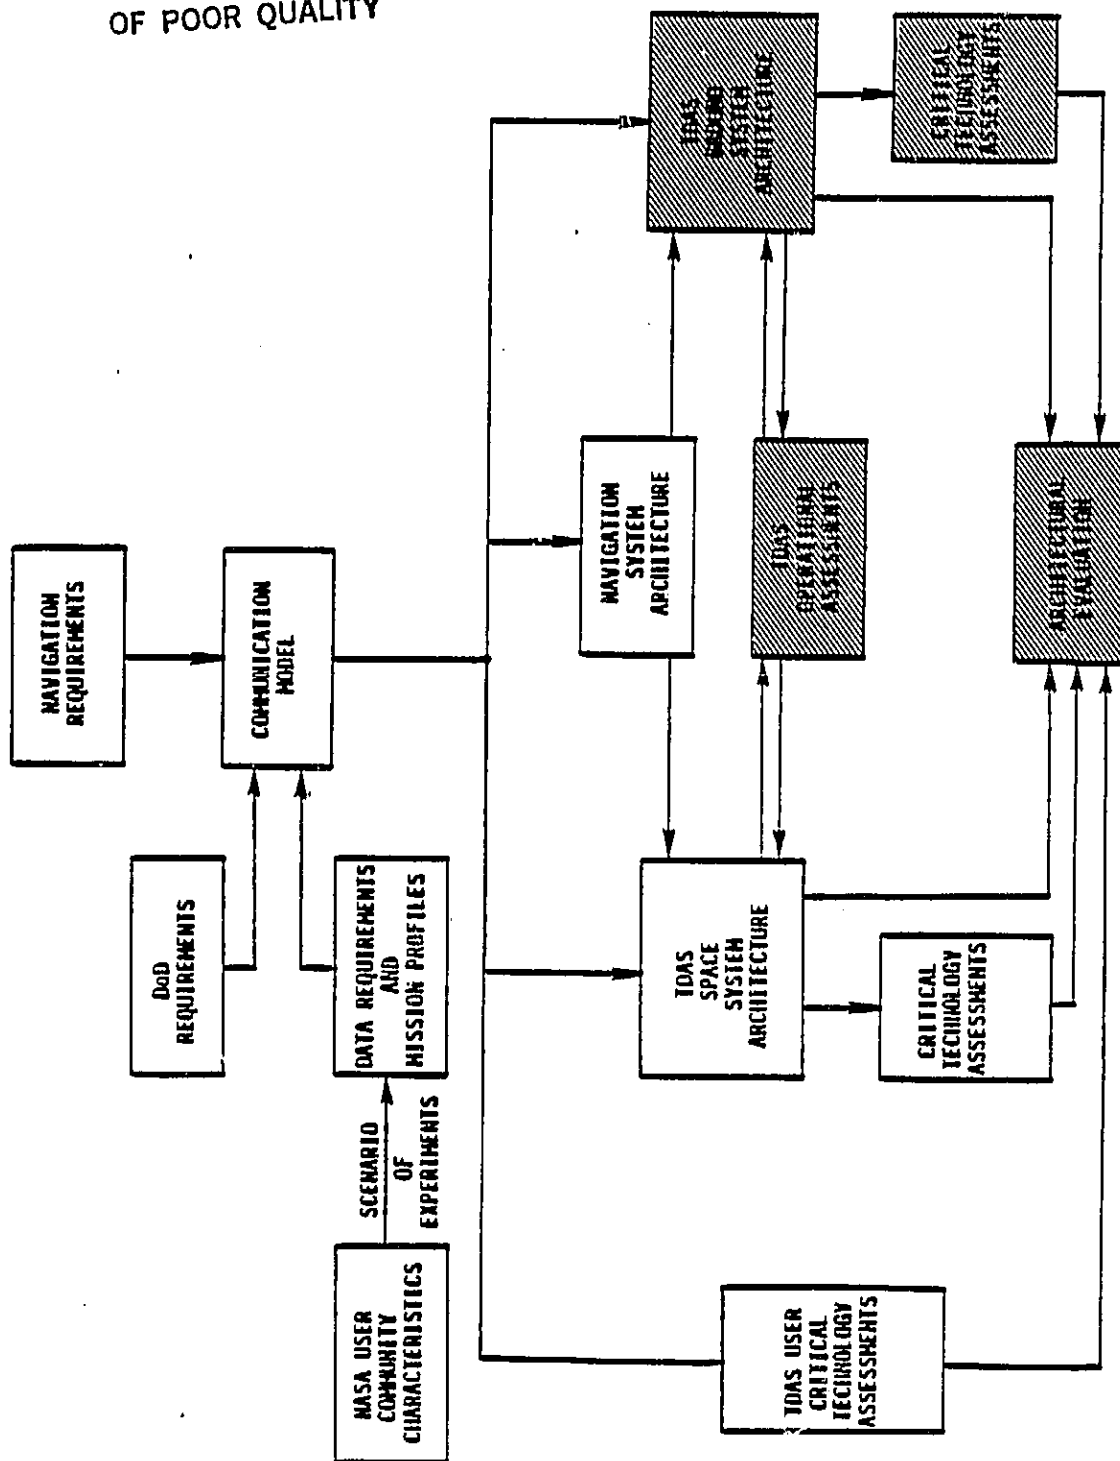 OF POOR QUALITY
NAVIGATION
REQUIREMENTS
DoD
REQUIREMENTS
COMMUNICATION
MODEL
NASA USER
COMMUNITY
CHARACTERISTICS
SCENARIO
OF
EXPERIMENTS
DATA REQUIREMENTS
AND
MISSION PROFILES
TDAS USER
CRITICAL
TECHNOLOGY
ASSESSMENTS
TDAS
SPACE
SYSTEM
ARCHITECTURE
NAVIGATION
SYSTEM
ARCHITECTURE
TDAS
GROUND
SYSTEM
ARCHITECTURE
CRITICAL
TECHNOLOGY
ASSESSMENTS
TDAS
OPERATIONAL
ASSESSMENTS
CRITICAL
TECHNOLOGY
ASSESSMENTS
ARCHITECTURAL
EVALUATION